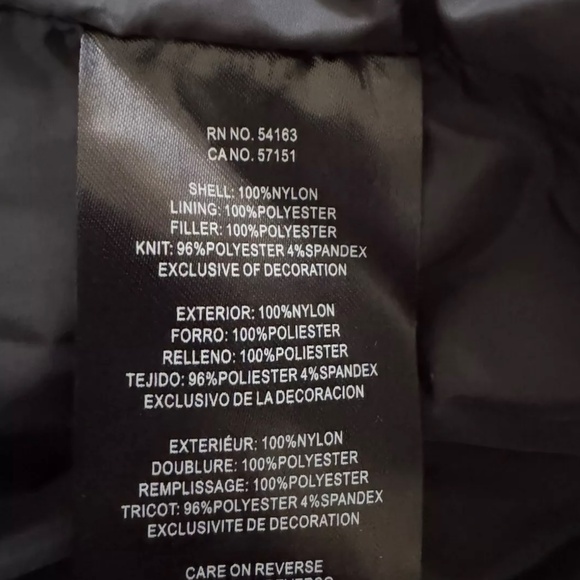 RN NO. 54163
CA NO. 57151
SHELL: 100%NYLON
LINING: 100%POLYESTER
FILLER: 100%POLYESTER
KNIT: 96%POLYESTER 4%SPANDEX
EXCLUSIVE OF DECORATION
EXTERIOR: 100%NYLON
FORRO: 100%POLIESTER
RELLENO: 100%POLIESTER
TEJIDO: 96%POLIESTER 4%SPANDEX
EXCLUSIVO DE LA DECORACION
EXTERIÉUR: 100%NYLON
DOUBLURE: 100%POLYESTER
REMPLISSAGE: 100%POLYESTER
TRICOT: 96%POLYESTER 4%SPANDEX
EXCLUSIVITE DE DECORATION
CARE ON REVERSE